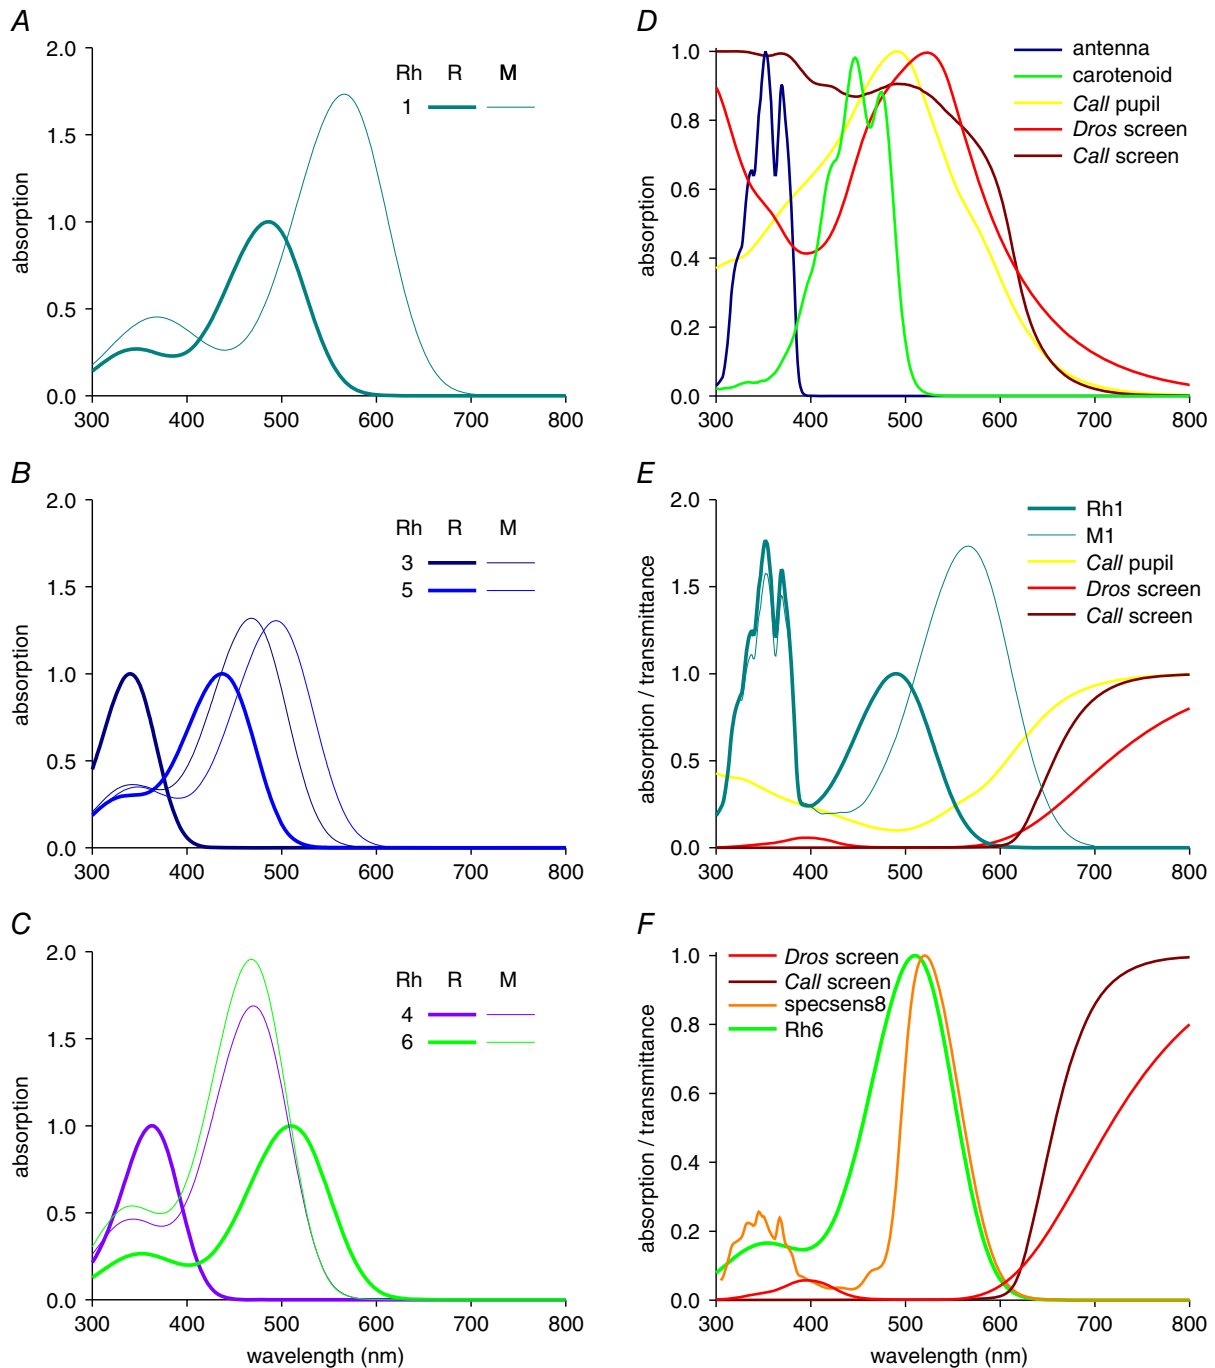 A
2.0
1.5
1.0
0.5
0.0
absorption
300 400 500 600 700 800
Rh R M
1
B
2.0
1.5
1.0
0.5
0.0
absorption
300 400 500 600 700 800
Rh R M
3
5
C
2.0
1.5
1.0
0.5
0.0
absorption
300 400 500 600 700 800
wavelength (nm)
Rh R M
4
6
D
1.0
0.8
0.6
0.4
0.2
0.0
absorption
300 400 500 600 700 800
antenna
carotenoid
Call pupil
Dros screen
Call screen
E
2.0
1.5
1.0
0.5
0.0
absorption / transmittance
300 400 500 600 700 800
Rh1
M1
Call pupil
Dros screen
Call screen
F
1.0
0.8
0.6
0.4
0.2
0.0
absorption / transmittance
300 400 500 600 700 800
wavelength (nm)
Dros screen
Call screen
specsens8
Rh6